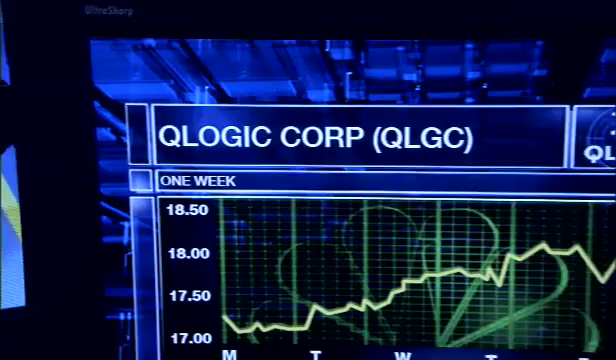 UltraSharp
QLOGIC CORP (QLGC)
QL
ONE WEEK
18.50
18.00
17.50
17.00
M T W T